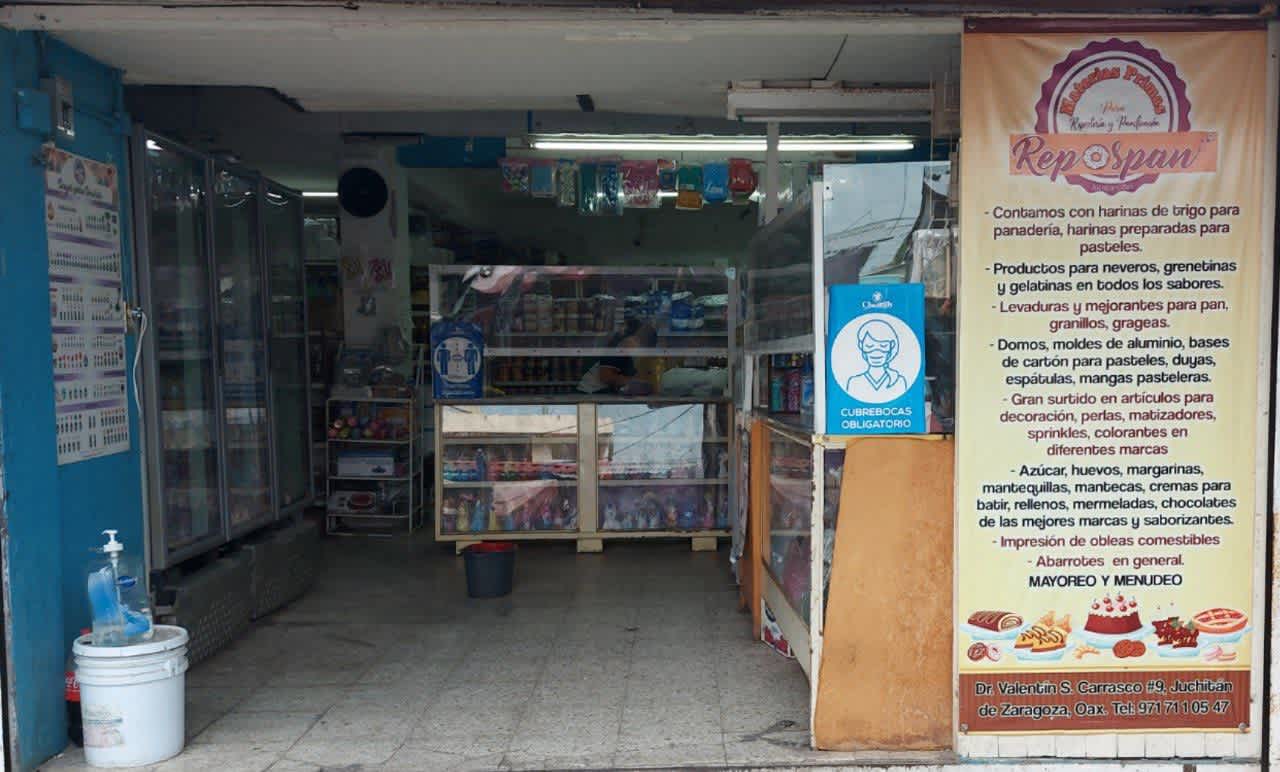 Materias Primas
Para
Repostería y Panificación
Repospan
- Contamos con harinas de trigo para
panadería, harinas preparadas para
pasteles.
- Productos para neveros, grenetinas
y gelatinas en todos los sabores.
- Levaduras y mejorantes para pan,
granillos, grageas.
- Domos, moldes de aluminio, bases
de cartón para pasteles, duyas,
espátulas, mangas pasteleras.
- Gran surtido en artículos para
decoración, perlas, matizadores,
sprinkles, colorantes en
diferentes marcas
- Azúcar, huevos, margarinas,
mantequillas, mantecas, cremas para
batir, rellenos, mermeladas, chocolates
de las mejores marcas y saborizantes.
- Impresión de obleas comestibles
- Abarrotes en general.
MAYOREO Y MENUDEO
Dr. Valentín S. Carrasco #9, Juchitán
de Zaragoza, Oax. Tel: 971 711 05 47
CUBREBOCAS
OBLIGATORIO